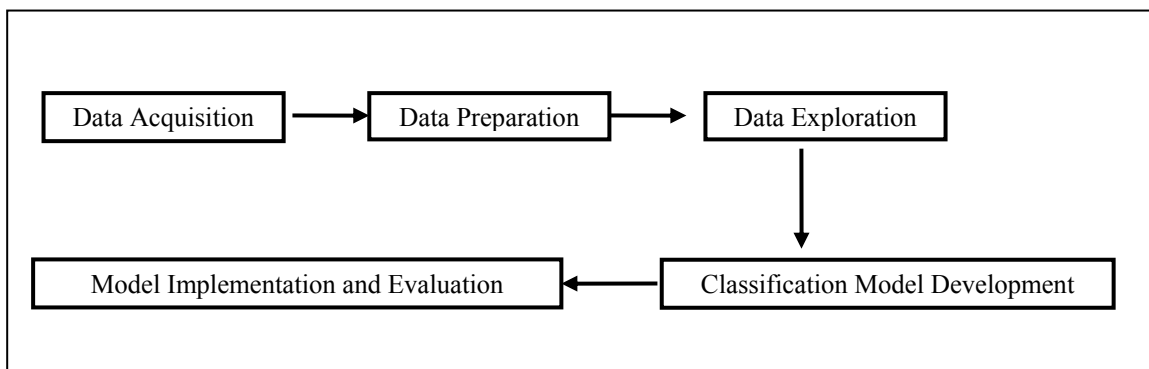 Data Acquisition
Data Preparation
Data Exploration
Classification Model Development
Model Implementation and Evaluation